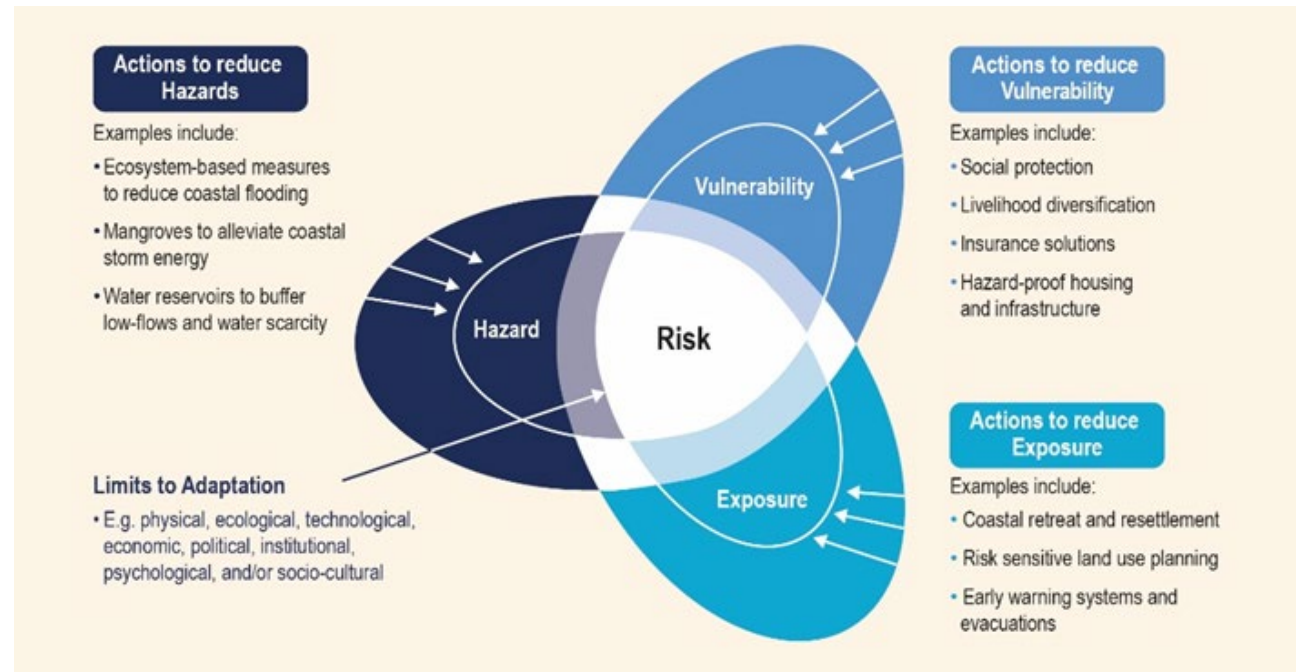 Actions to reduce
Hazards
Examples include:
• Ecosystem-based measures
to reduce coastal flooding
• Mangroves to alleviate coastal
storm energy
• Water reservoirs to buffer
low-flows and water scarcity
Limits to Adaptation
• E.g. physical, ecological, technological,
economic, political, institutional,
psychological, and/or socio-cultural
Vulnerability
Hazard
Risk
Exposure
Actions to reduce
Vulnerability
Examples include:
• Social protection
• Livelihood diversification
• Insurance solutions
• Hazard-proof housing
and infrastructure
Actions to reduce
Exposure
Examples include:
• Coastal retreat and resettlement
• Risk sensitive land use planning
• Early warning systems and
evacuations